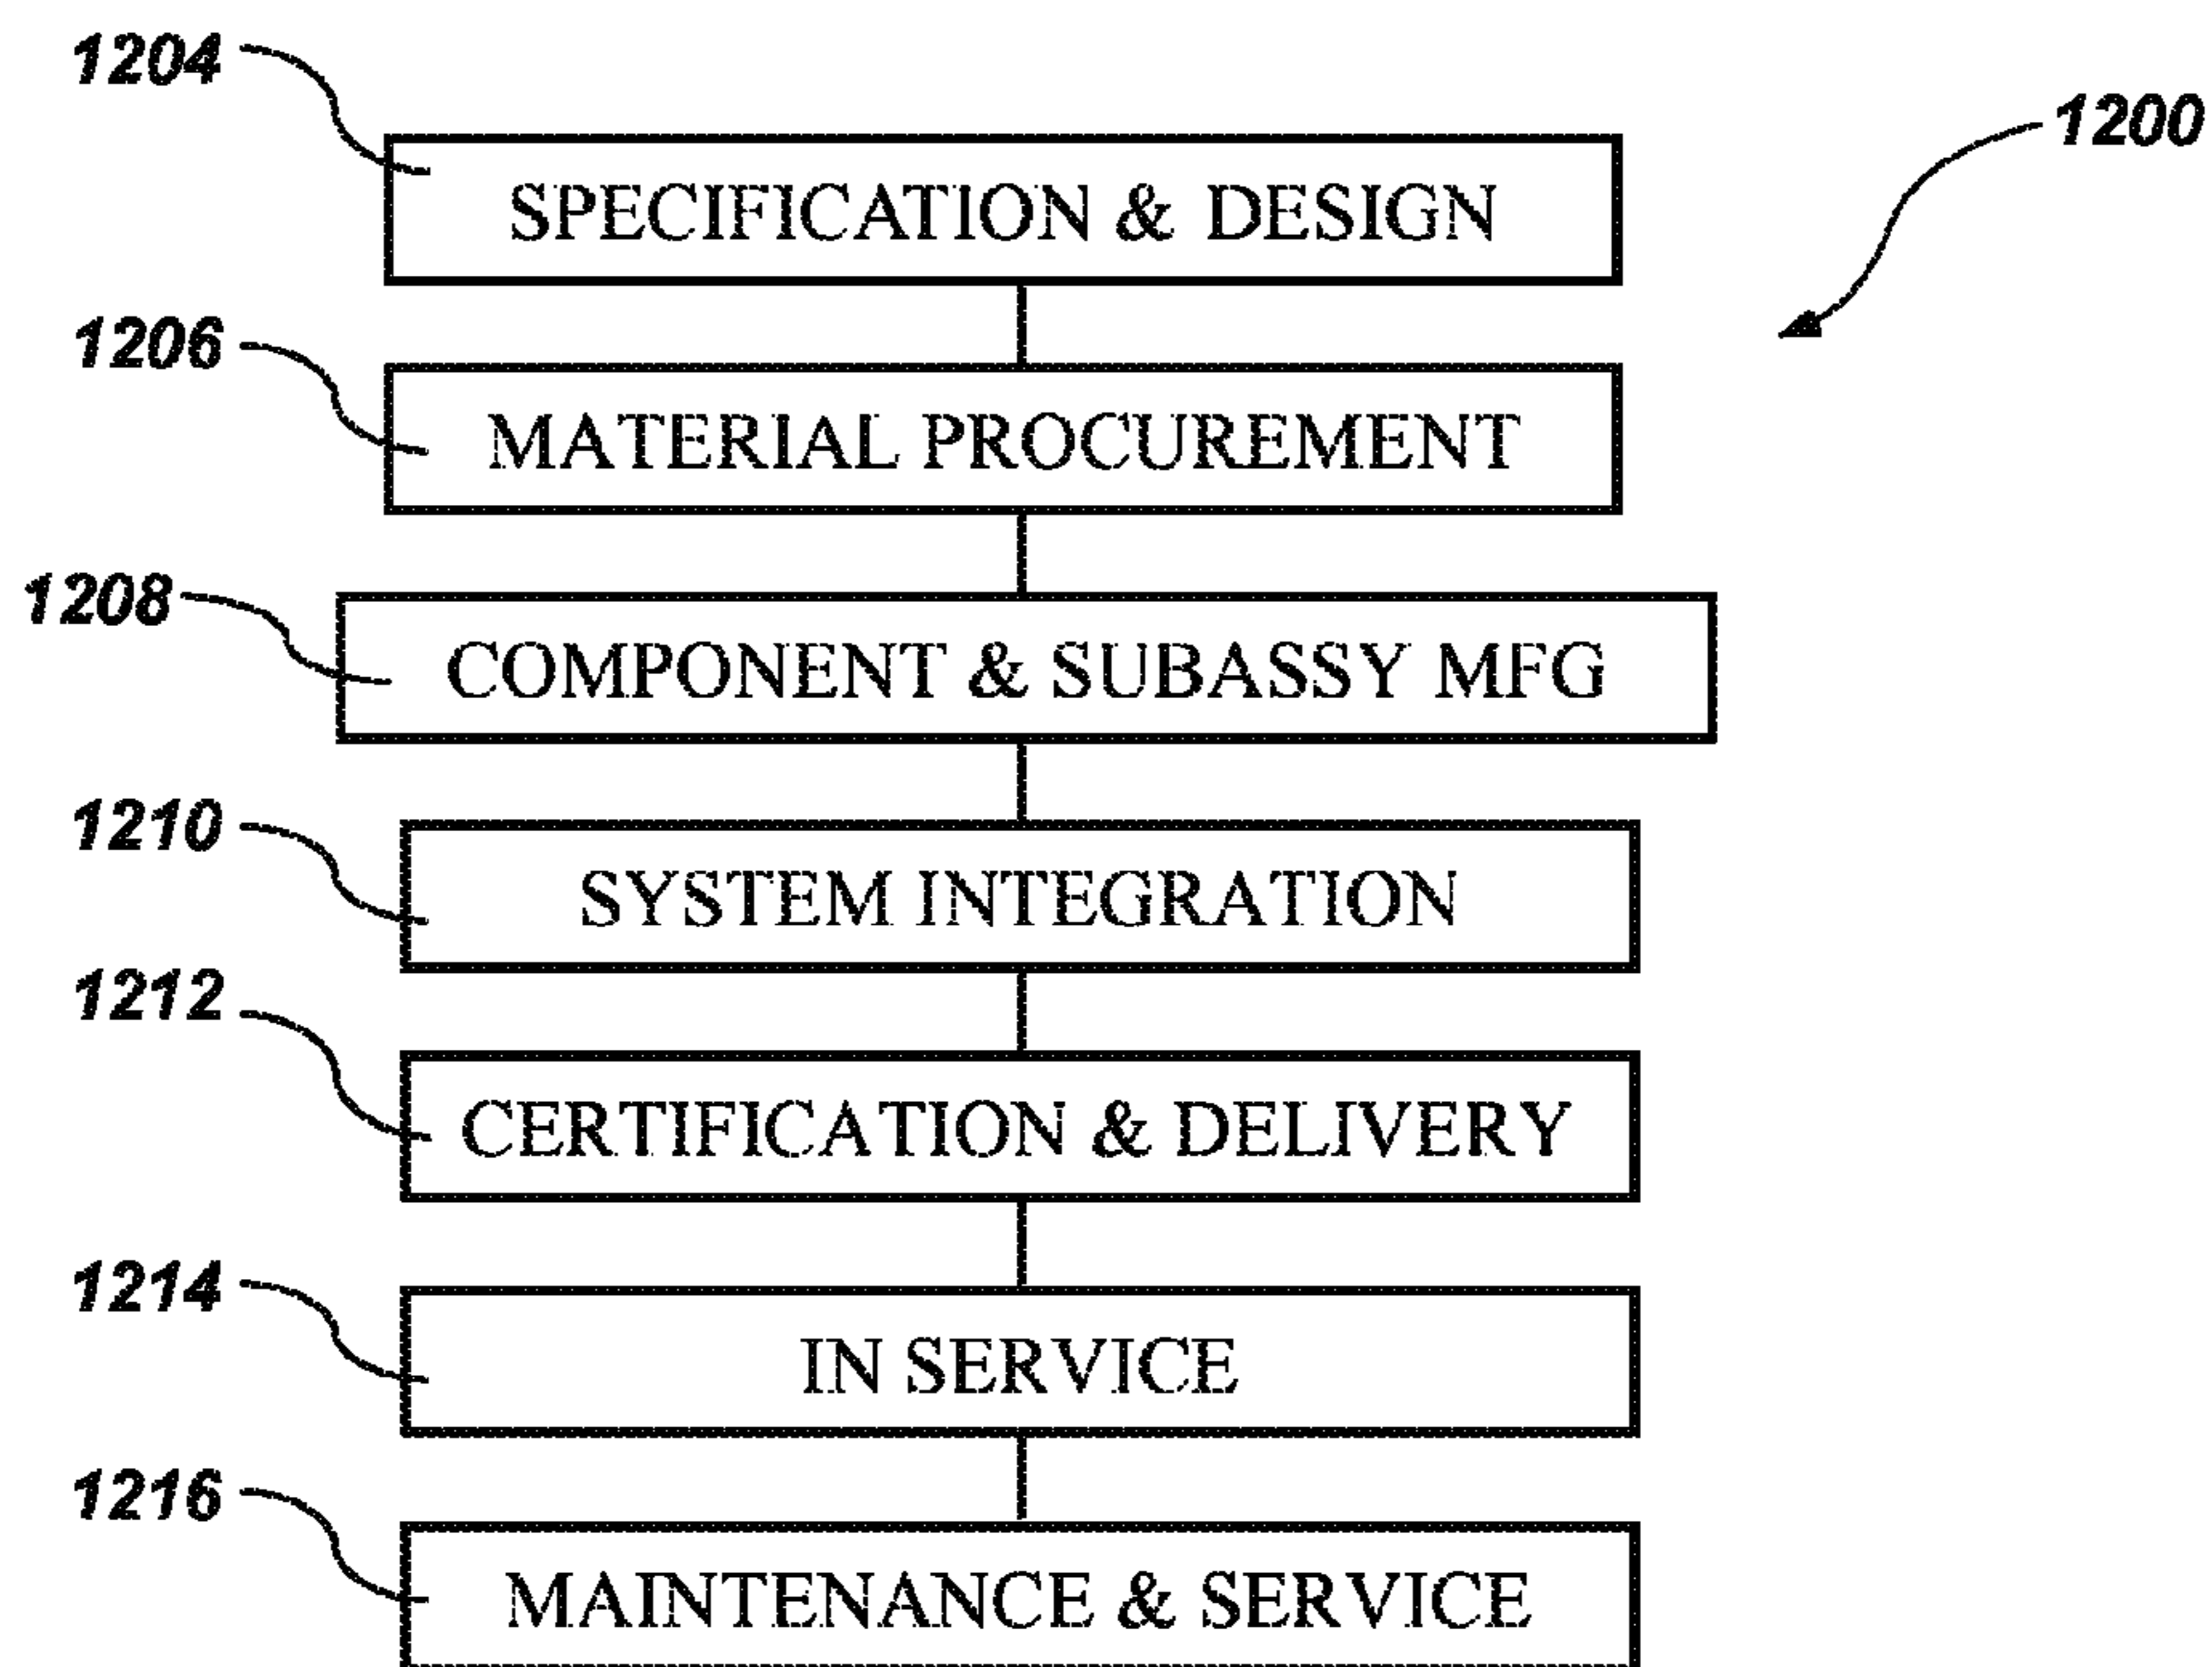 1204
1200
SPECIFICATION & DESIGN
1206
MATERIAL PROCUREMENT
1208
COMPONENT & SUBASSY MFG
1210
SYSTEM INTEGRATION
1212
CERTIFICATION & DELIVERY
1214
IN SERVICE
1216
MAINTENANCE & SERVICE